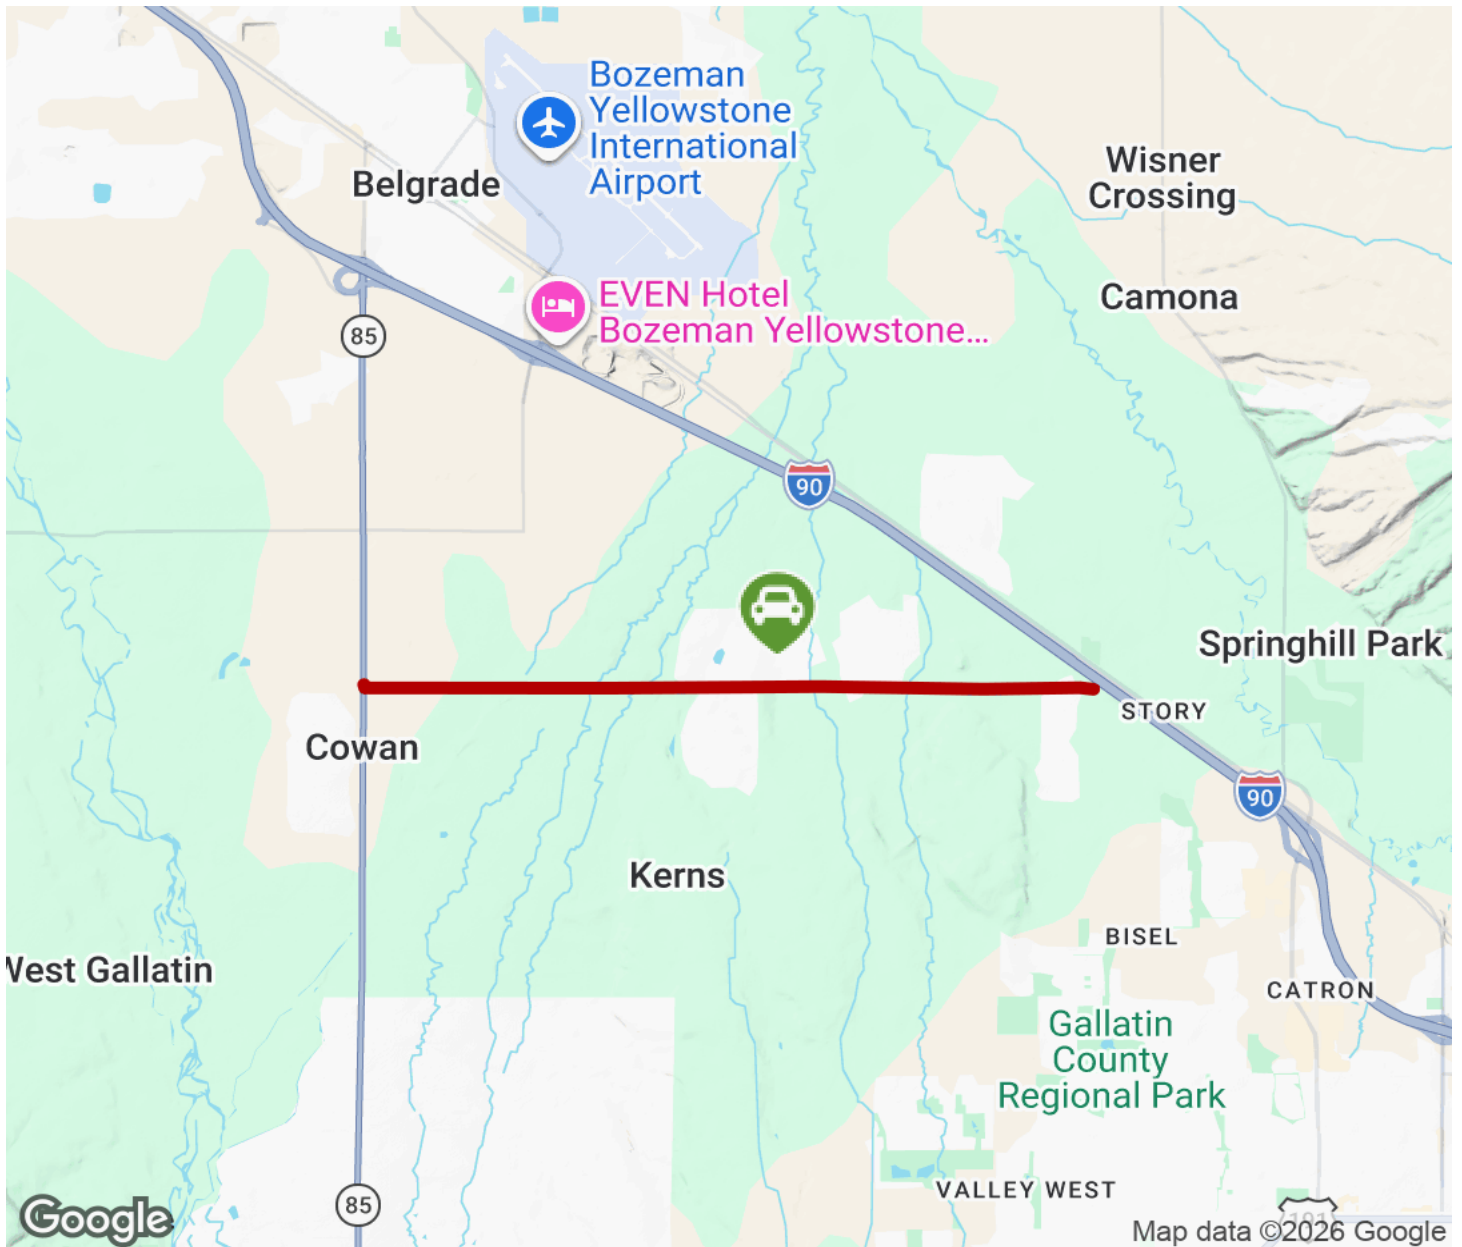 Bozeman
Yellowstone
International
Airport
Belgrade
Wisner
Crossing
EVEN Hotel
Bozeman Yellowstone...
Camona
85
90
Springhill Park
STORY
Cowan
90
Kerns
BISEL
West Gallatin
CATRON
Gallatin
County
Regional Park
VALLEY WEST
85
191
Google
Map data ©2026 Google